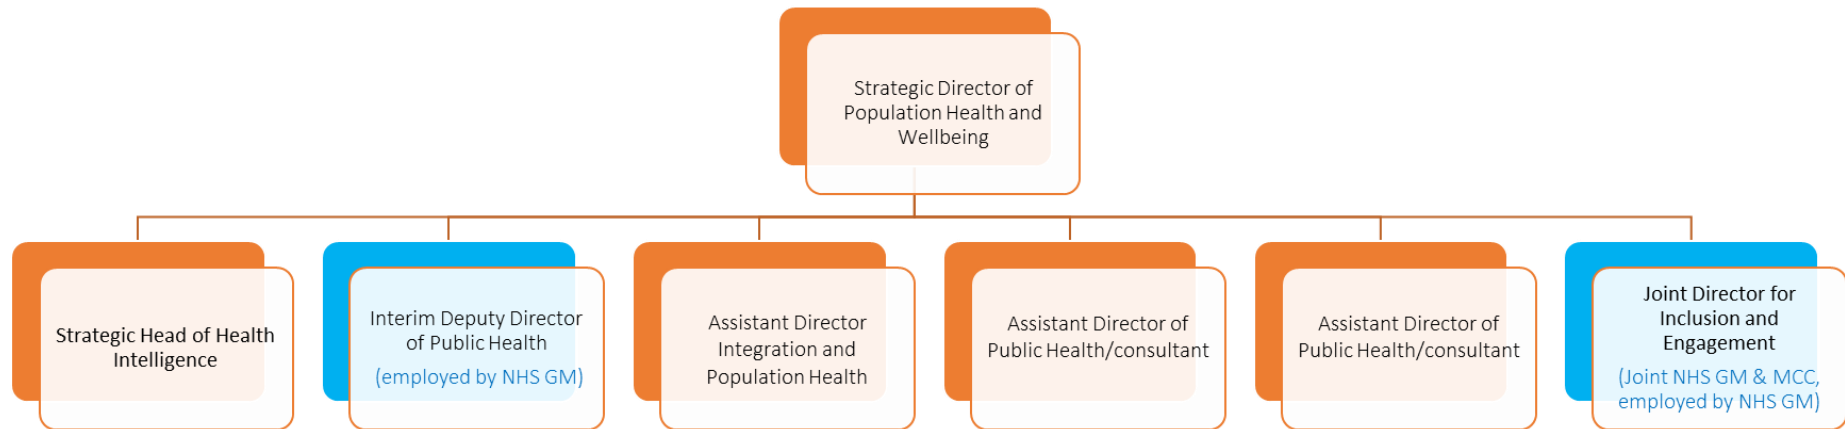 Strategic Director of
Population Health and
Wellbeing
Strategic Head of Health
Intelligence
Interim Deputy Director
of Public Health
(employed by NHS GM)
Assistant Director
Integration and
Population Health
Assistant Director of
Public Health/consultant
Assistant Director of
Public Health/consultant
Joint Director for
Inclusion and
Engagement
(Joint NHS GM & MCC,
employed by NHS GM)